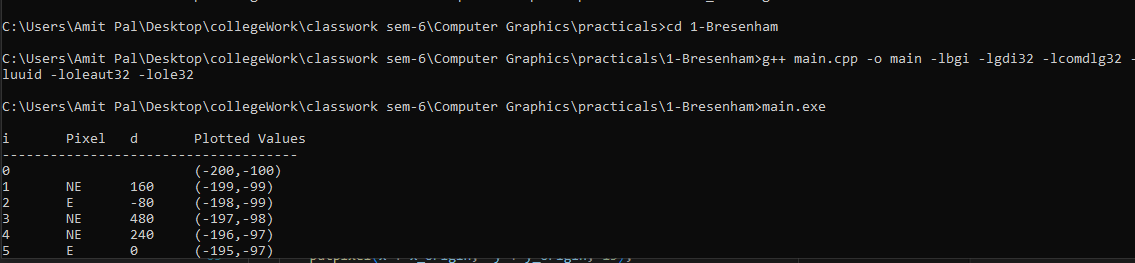 C:\Users\Amit Pal\Desktop\collegeWork\classwork sem-6\Computer Graphics\practicals>cd 1-Bresenham
C:\Users\Amit Pal\Desktop\collegeWork\classwork sem-6\Computer Graphics\practicals\1-Bresenham>g++ main.cpp -o main -lbgi -lgdi32 -lcomdlg32 -
luuid -loleaut32 -lole32
C:\Users\Amit Pal\Desktop\collegeWork\classwork sem-6\Computer Graphics\practicals\1-Bresenham>main.exe
i Pixel d Plotted Values
-------------------------------------
0 (-200,-100)
1 NE 160 (-199,-99)
2 E -80 (-198,-99)
3 NE 480 (-197,-98)
4 NE 240 (-196,-97)
5 E 0 (-195,-97)